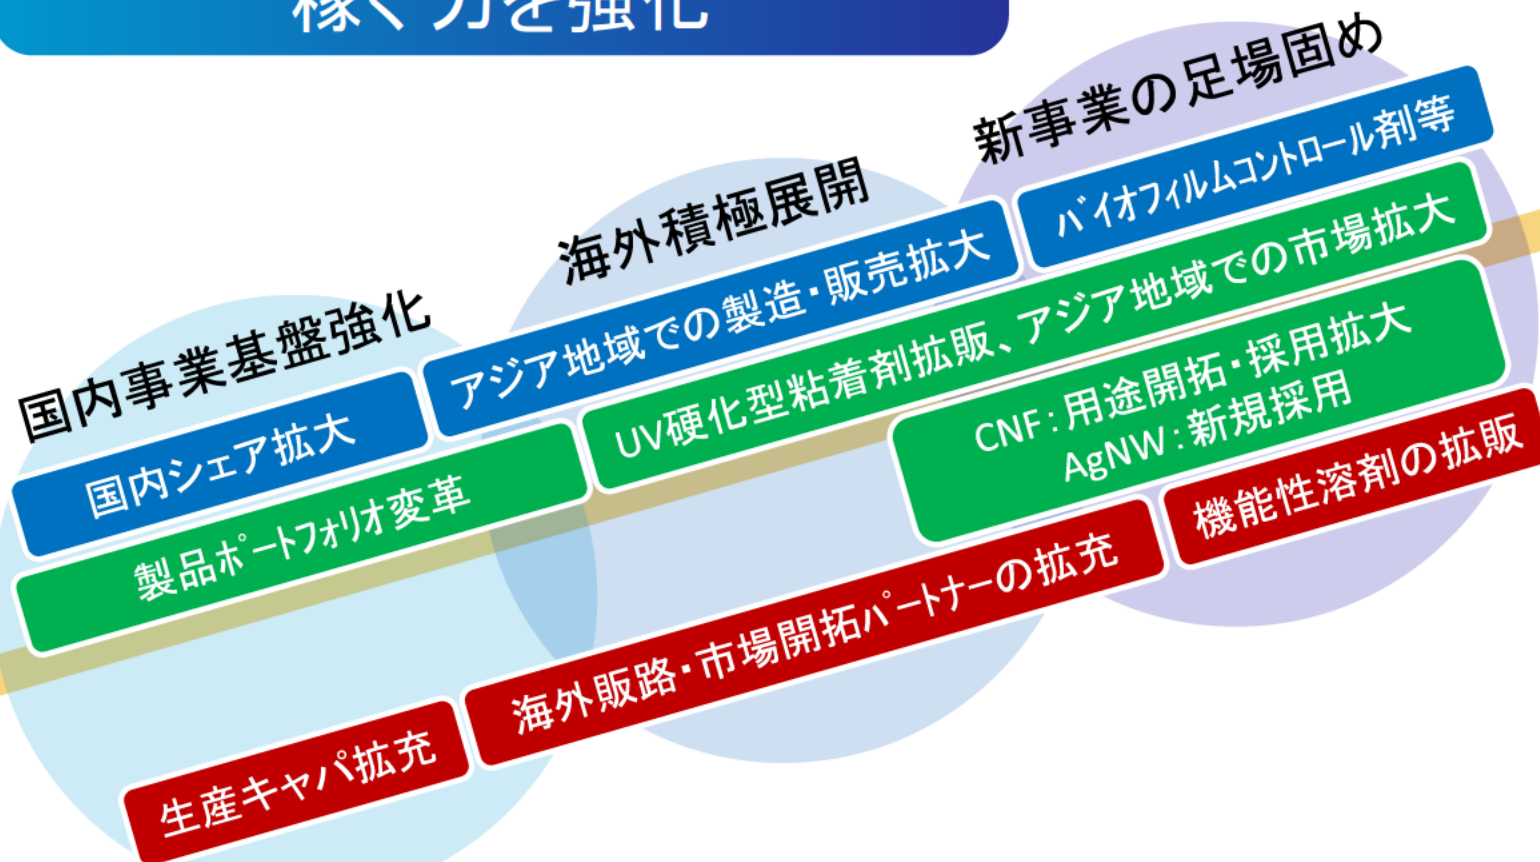 稼ぐ力を強化
新事業の足場固め
海外積極展開
国内事業基盤強化
バイオフィルムコントロール剤等
アジア地域での製造・販売拡大
国内シェア拡大
UV硬化型粘着剤拡販、アジア地域での市場拡大
製品ポートフォリオ変革
CNF:用途開拓・採用拡大
AgNW:新規採用
機能性溶剤の拡販
海外販路・市場開拓パートナーの拡充
生産キャパ拡充